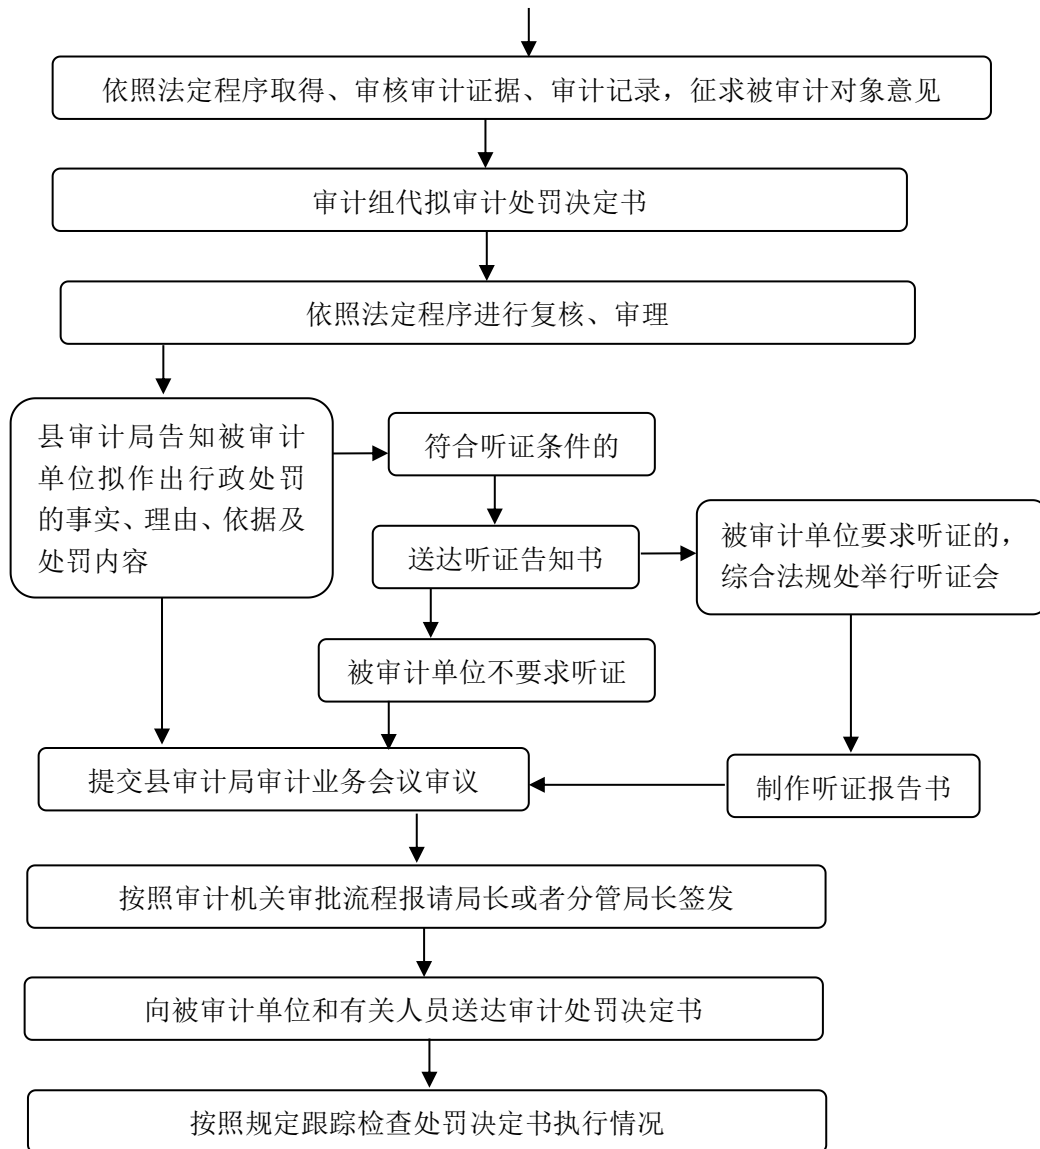 依照法定程序取得、审核审计证据、审计记录，征求被审计对象意见
审计组代拟审计处罚决定书
依照法定程序进行复核、审理
县审计局告知被审计
单位拟作出行政处罚
的事实、理由、依据及
处罚内容
符合听证条件的
送达听证告知书
被审计单位要求听证的，
综合法规处举行听证会
被审计单位不要求听证
提交县审计局审计业务会议审议
制作听证报告书
按照审计机关审批流程报请局长或者分管局长签发
向被审计单位和有关人员送达审计处罚决定书
按照规定跟踪检查处罚决定书执行情况